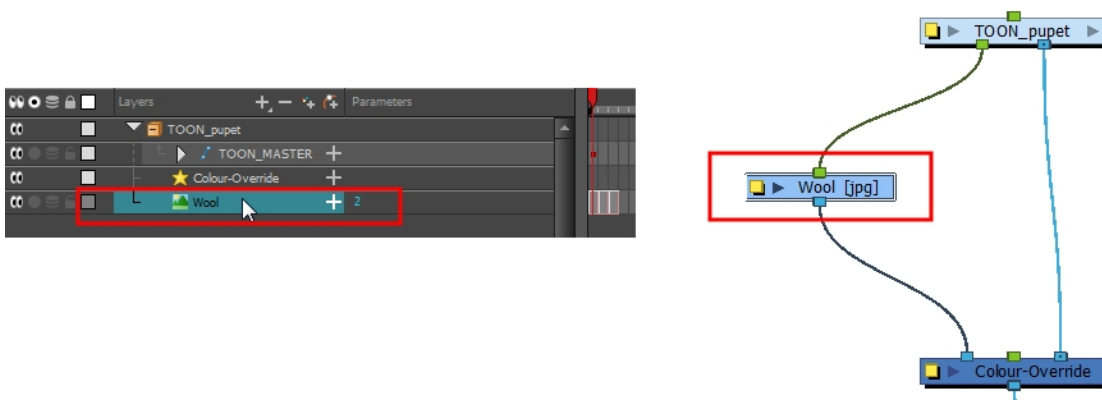 TOON_pupet
Layers Parameters
TOON_pupet
TOON_MASTER
Colour-Override
Wool 2
Wool [jpg]
Colour-Override